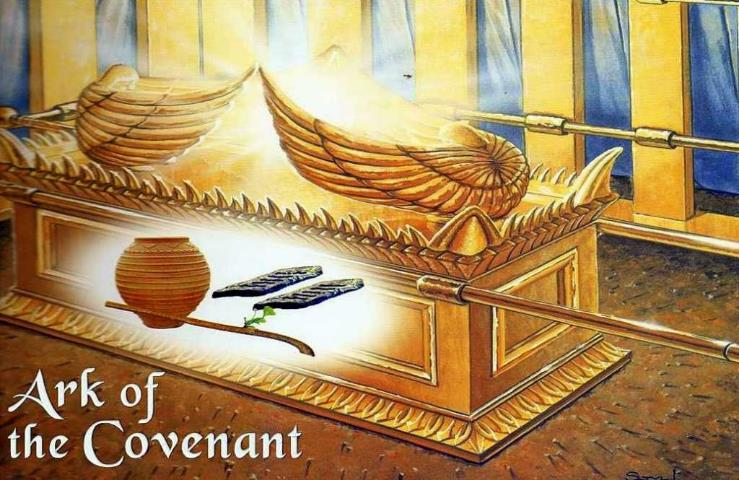 Ark of
the Covenant